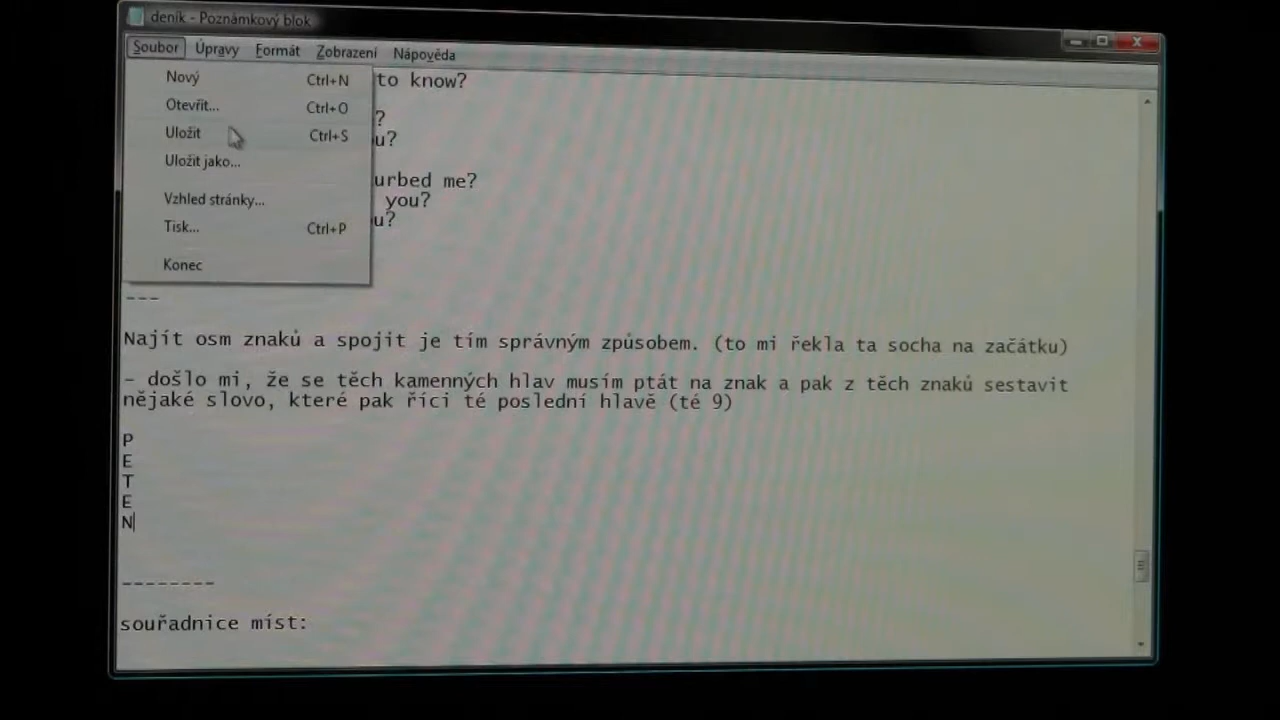 deník - Poznámkový blok
Soubor Úpravy Formát Zobrazení Nápověda
Nový Ctrl+N
Otevřít... Ctrl+O
Uložit Ctrl+S
Uložit jako...
Vzhled stránky...
Tisk... Ctrl+P
Konec
to know?
?
u?
urbed me?
you?
u?
---
Najít osm znaků a spojit je tím správným způsobem. (to mi řekla ta socha na začátku)
- došlo mi, že se těch kamenných hlav musím ptát na znak a pak z těch znaků sestavit
nějaké slovo, které pak říci té poslední hlavě (té 9)
P
E
T
E
N
--------
souřadnice míst: